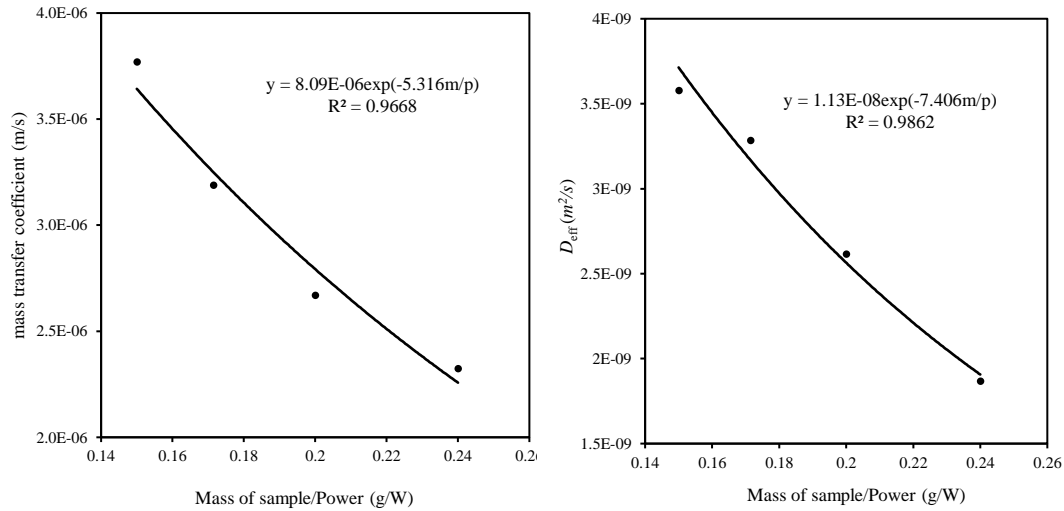 4.0E-06
3.5E-06
3.0E-06
2.5E-06
2.0E-06
mass transfer coefficient (m/s)
y = 8.09E-06exp(-5.316m/p)
R² = 0.9668
0.14 0.16 0.18 0.2 0.22 0.24
Mass of sample/Power (g/W)
4E-09
3.5E-09
3E-09
2.5E-09
2E-09
1.5E-09
Deff (m²/s)
y = 1.13E-08exp(-7.406m/p)
R² = 0.9862
0.14 0.16 0.18 0.2 0.22 0.24 0.26
Mass of sample/Power (g/W)